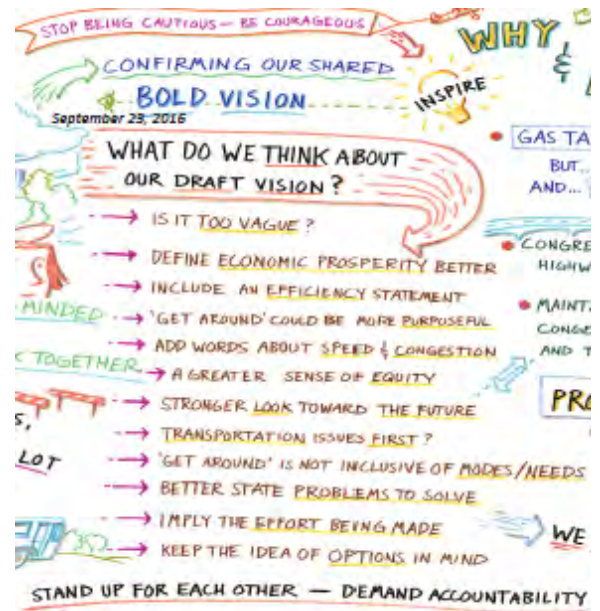 STOP BEING CAUTIOUS — BE COURAGEOUS
WHY
&
CONFIRMING OUR SHARED
BOLD VISION
INSPIRE
September 23, 2016
WHAT DO WE THINK ABOUT
OUR DRAFT VISION?
IS IT TOO VAGUE?
DEFINE ECONOMIC PROSPERITY BETTER
INCLUDE AN EFFICIENCY STATEMENT
'GET AROUND' COULD BE MORE PURPOSEFUL
ADD WORDS ABOUT SPEED & CONGESTION
A GREATER SENSE OF EQUITY
STRONGER LOOK TOWARD THE FUTURE
TRANSPORTATION ISSUES FIRST?
'GET AROUND' IS NOT INCLUSIVE OF MODES/NEEDS
BETTER STATE PROBLEMS TO SOLVE
IMPLY THE EFFORT BEING MADE
KEEP THE IDEA OF OPTIONS IN MIND
MINDED
TOGETHER
LOT
GAS TA
BUT...
AND...
CONGRE
HIGHW
MAINT
CONGE
AND T
PRO
WE
STAND UP FOR EACH OTHER — DEMAND ACCOUNTABILITY